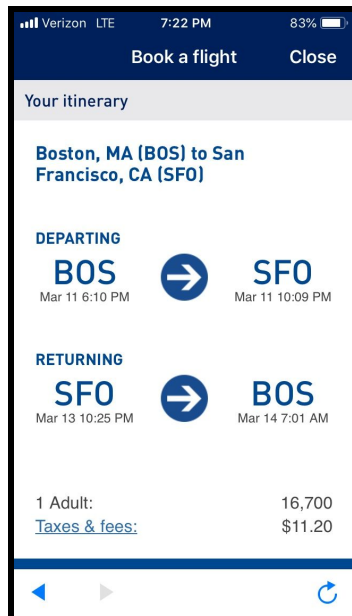 Verizon LTE 7:22 PM 83%
Book a flight Close
Your itinerary
Boston, MA (BOS) to San
Francisco, CA (SFO)
DEPARTING
BOS SFO
Mar 11 6:10 PM Mar 11 10:09 PM
RETURNING
SFO BOS
Mar 13 10:25 PM Mar 14 7:01 AM
1 Adult: 16,700
Taxes & fees: $11.20